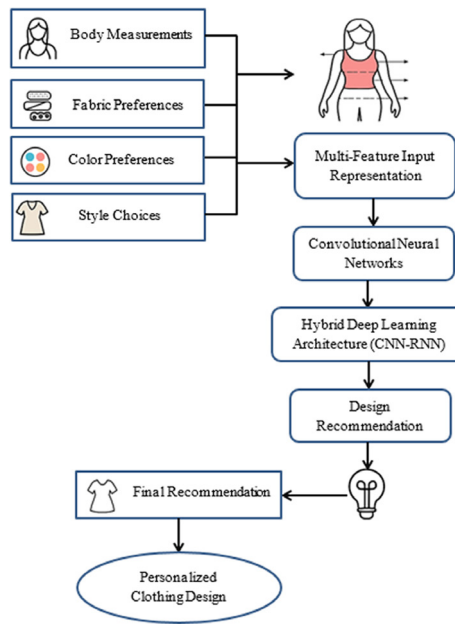 Body Measurements
Fabric Preferences
Color Preferences
Style Choices
Multi-Feature Input
Representation
Convolutional Neural
Networks
Hybrid Deep Learning
Architecture (CNN-RNN)
Design
Recommendation
Final Recommendation
Personalized
Clothing Design